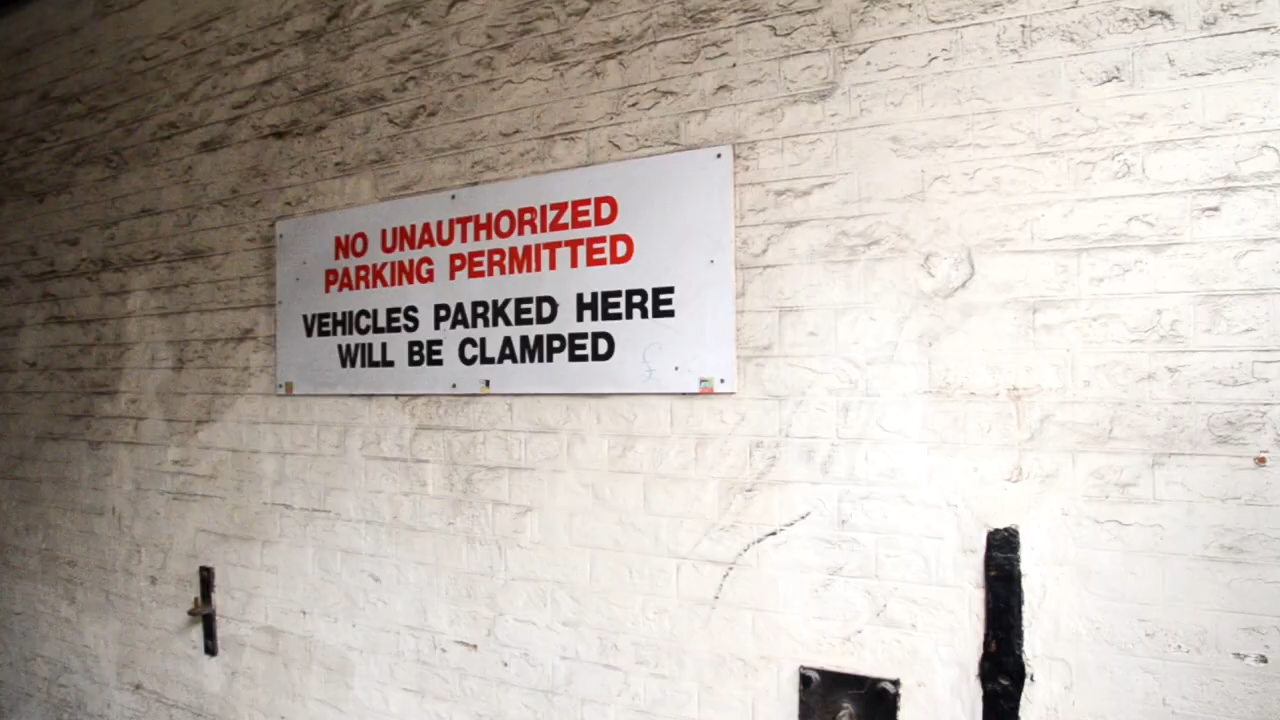 NO UNAUTHORIZED
PARKING PERMITTED
VEHICLES PARKED HERE
WILL BE CLAMPED